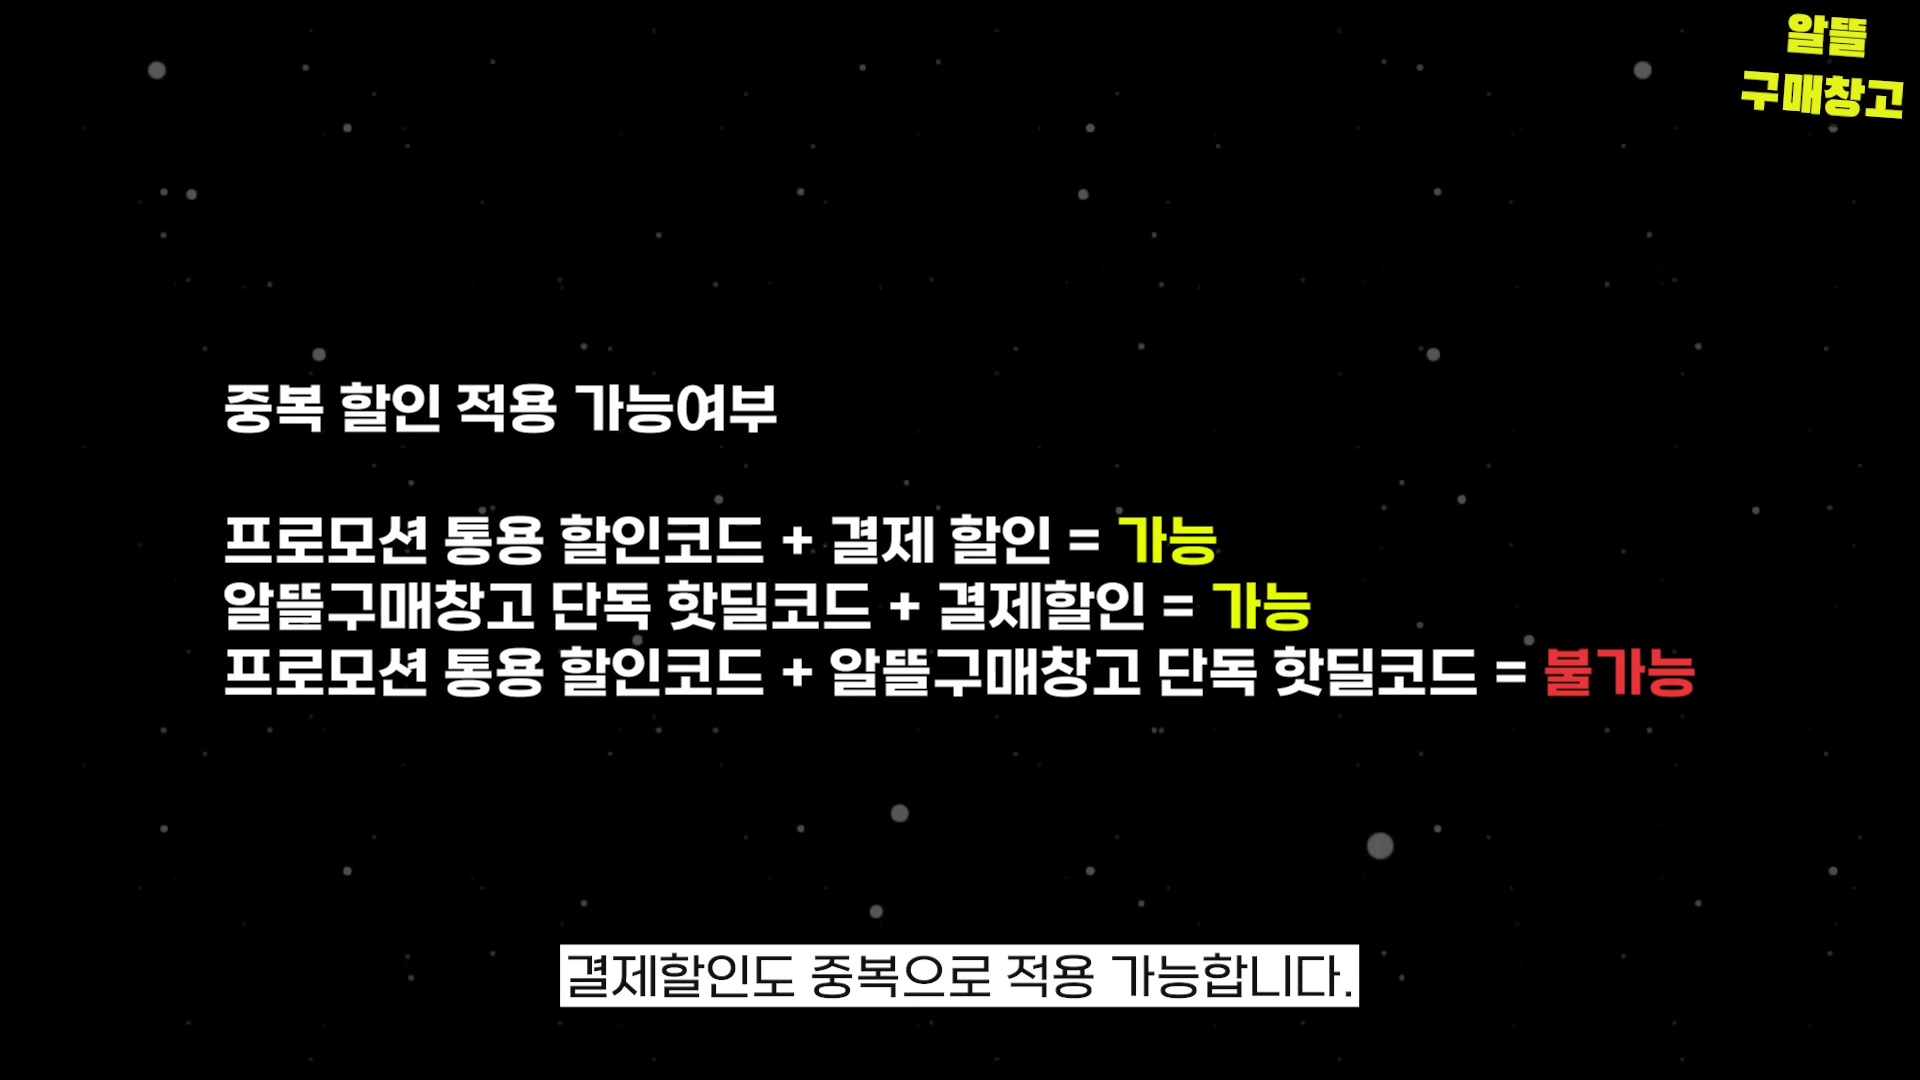 알뜰
구매창고
중복 할인 적용 가능여부
프로모션 통용 할인코드 + 결제 할인 = 가능
알뜰구매창고 단독 핫딜코드 + 결제할인 = 가능
프로모션 통용 할인코드 + 알뜰구매창고 단독 핫딜코드 = 불가능
결제할인도 중복으로 적용 가능합니다.